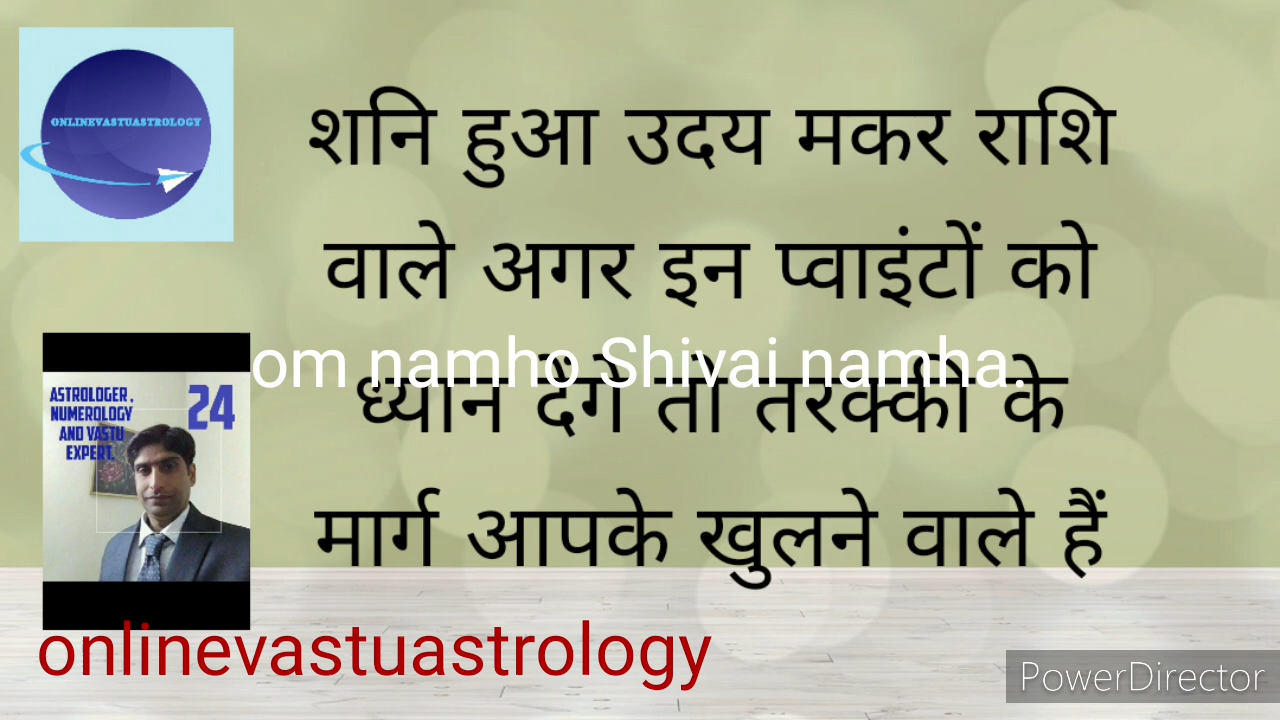 ONLINEVASTUASTROLOGY
शनि हुआ उदय मकर राशि
वाले अगर इन प्वाइंटों को
om namho Shivai namha.
ध्यान देंगे तो तरक्की के
मार्ग आपके खुलने वाले हैं
ASTROLOGER,
NUMEROLOGY
AND VASTU
EXPERT.
24
onlinevastuastrology
PowerDirector